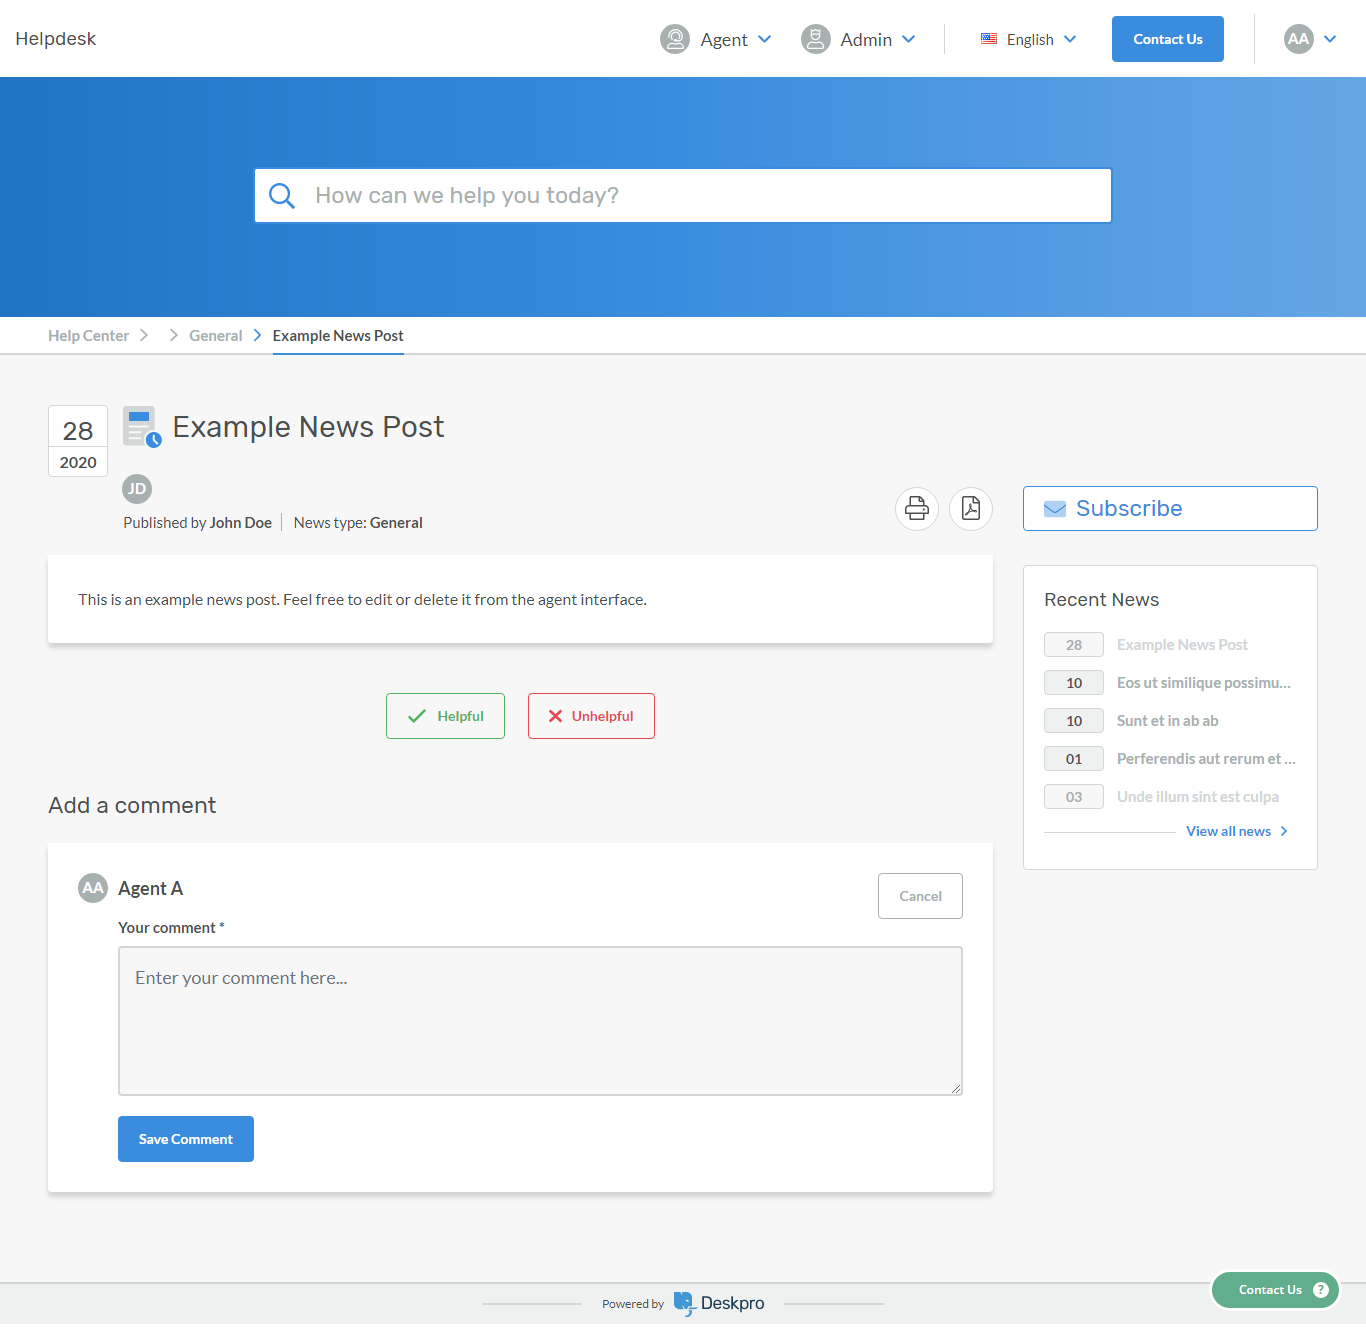 Helpdesk
Agent
Admin
English
Contact Us
AA
How can we help you today?
Help Center
General
Example News Post
28
2020
Example News Post
JD
Published by John Doe
News type: General
Subscribe
This is an example news post. Feel free to edit or delete it from the agent interface.
Helpful
Unhelpful
Recent News
28 Example News Post
10 Eos ut similique possimu...
10 Sunt et in ab ab
01 Perferendis aut rerum et ...
03 Unde illum sint est culpa
View all news
Add a comment
AA
Agent A
Cancel
Your comment *
Enter your comment here...
Save Comment
Powered by Deskpro
Contact Us ?